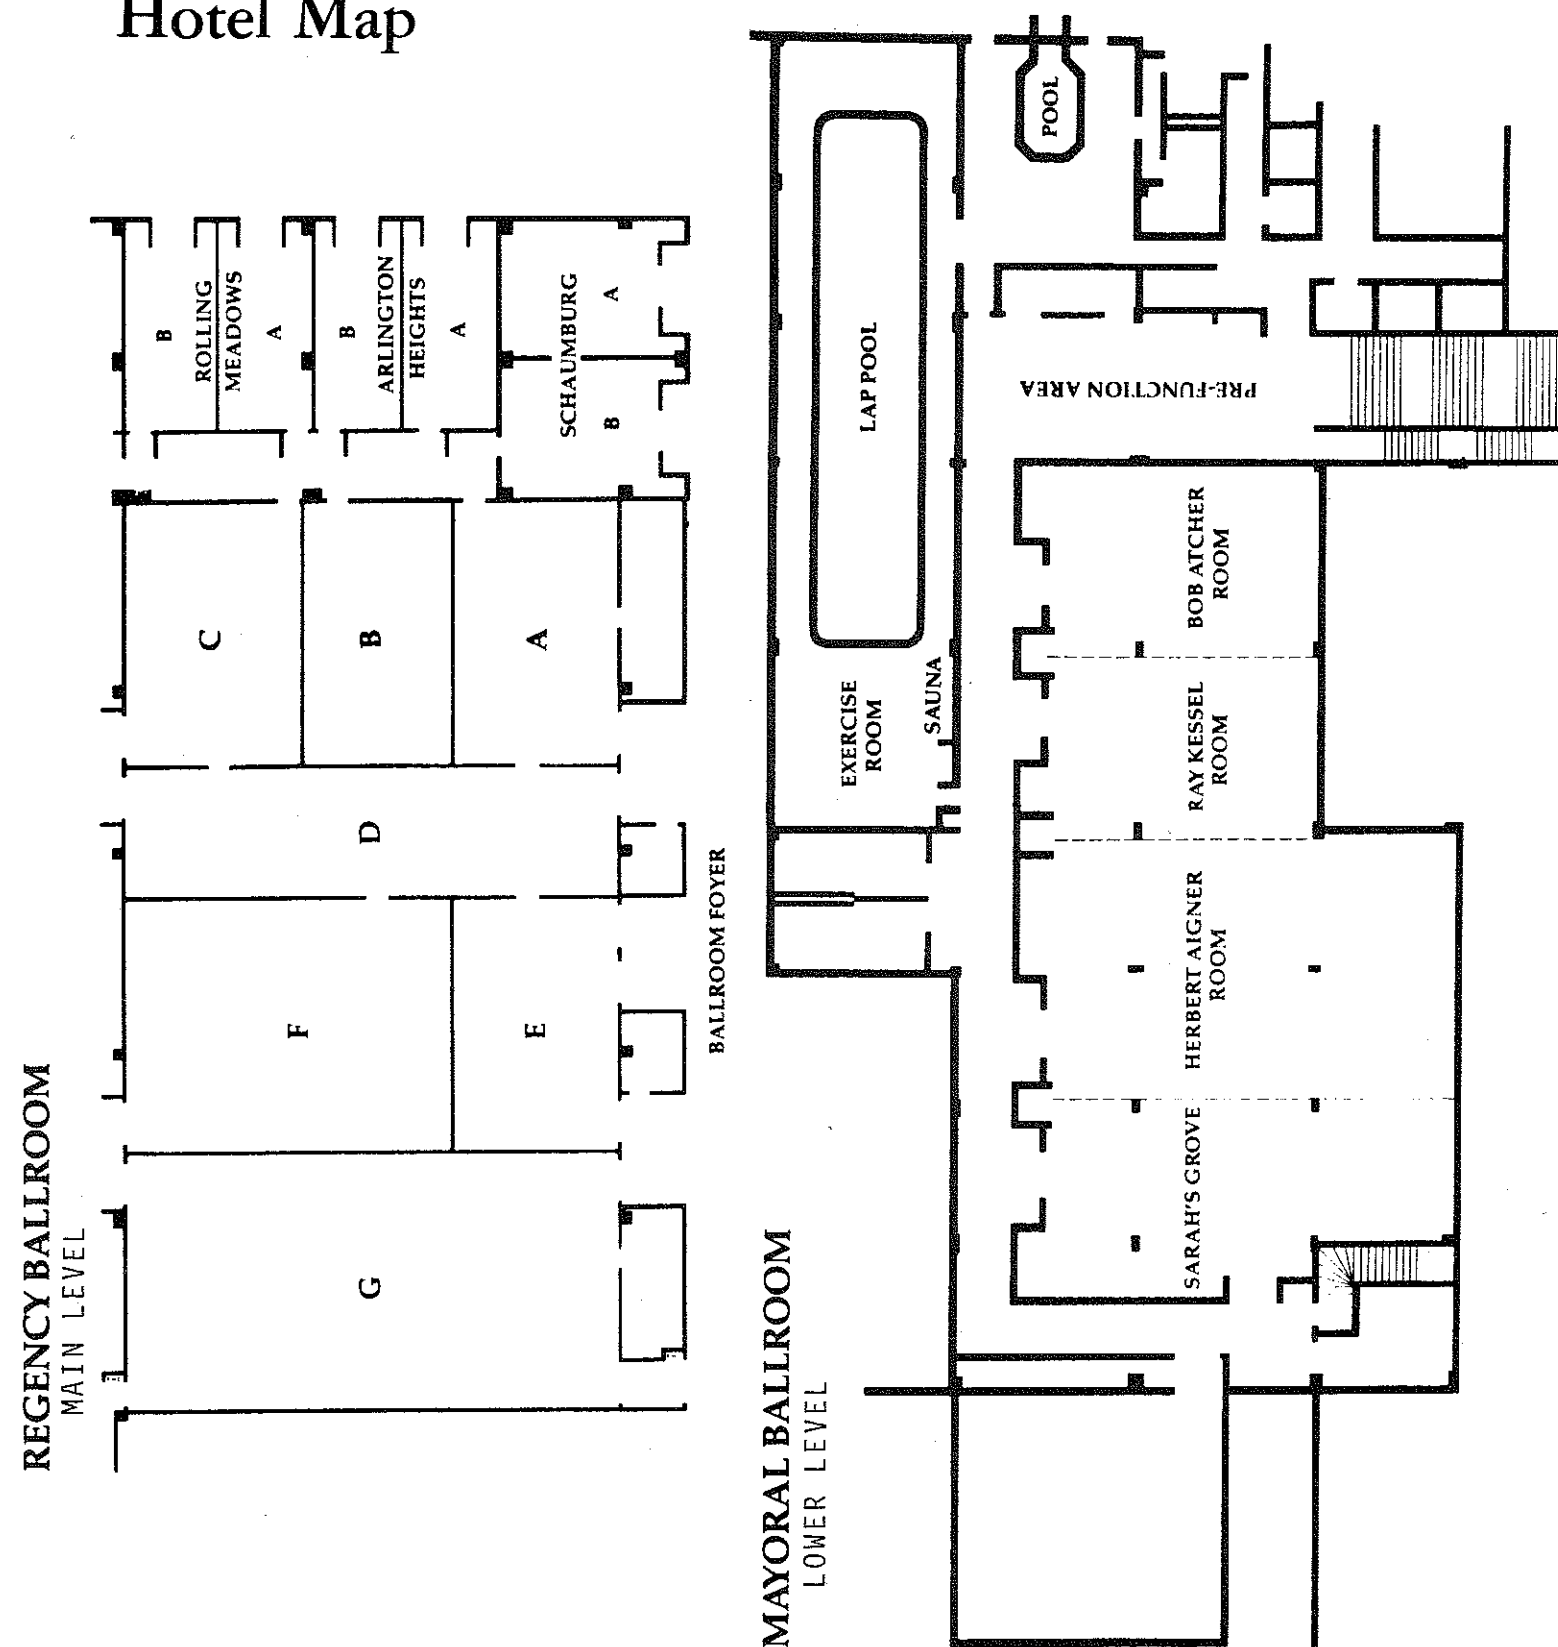 Hotel Map
REGENCY BALLROOM
MAIN LEVEL
B
ROLLING
MEADOWS
A
B
ARLINGTON
HEIGHTS
A
SCHAUMBURG
B
A
C
B
A
D
F
E
G
BALLROOM FOYER
MAYORAL BALLROOM
LOWER LEVEL
LAP POOL
POOL
EXERCISE
ROOM
SAUNA
PRE-FUNCTION AREA
BOB ATCHER
ROOM
RAY KESSEL
ROOM
HERBERT AIGNER
ROOM
SARAH'S GROVE